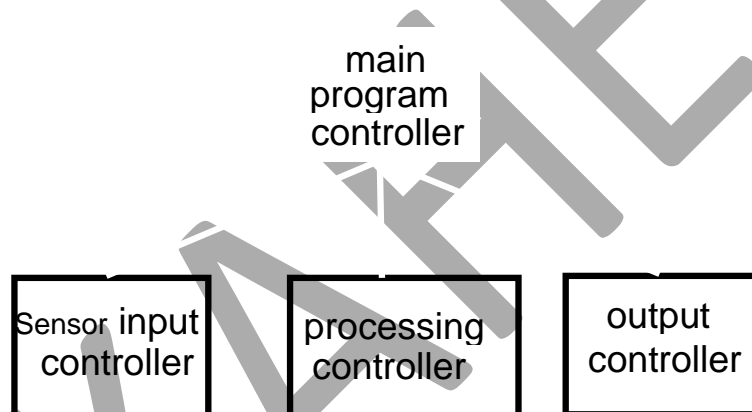 main
program
controller
Sensor input
controller
processing
controller
output
controller